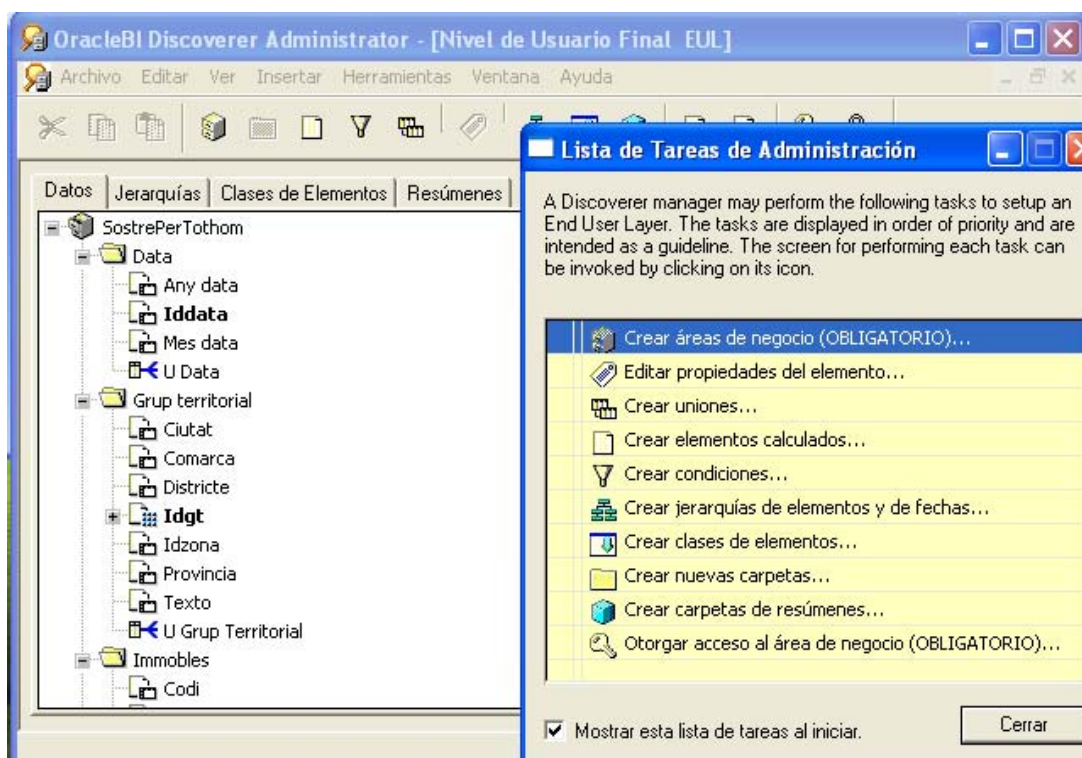 OracleBI Discoverer Administrator - [Nivel de Usuario Final EUL]
Archivo Editar Ver Insertar Herramientas Ventana Ayuda
Datos Jerarquías Clases de Elementos Resúmenes
SostrePerTothom
Data
Any data
Iddata
Mes data
U Data
Grup territorial
Ciutat
Comarca
Districte
Idgt
Idzona
Provincia
Texto
U Grup Territorial
Immobles
Codi
Lista de Tareas de Administración
A Discoverer manager may perform the following tasks to setup an
End User Layer. The tasks are displayed in order of priority and are
intended as a guideline. The screen for performing each task can
be invoked by clicking on its icon.
Crear áreas de negocio (OBLIGATORIO)...
Editar propiedades del elemento...
Crear uniones...
Crear elementos calculados...
Crear condiciones...
Crear jerarquías de elementos y de fechas...
Crear clases de elementos...
Crear nuevas carpetas...
Crear carpetas de resúmenes...
Otorgar acceso al área de negocio (OBLIGATORIO)...
Mostrar esta lista de tareas al iniciar.
Cerrar